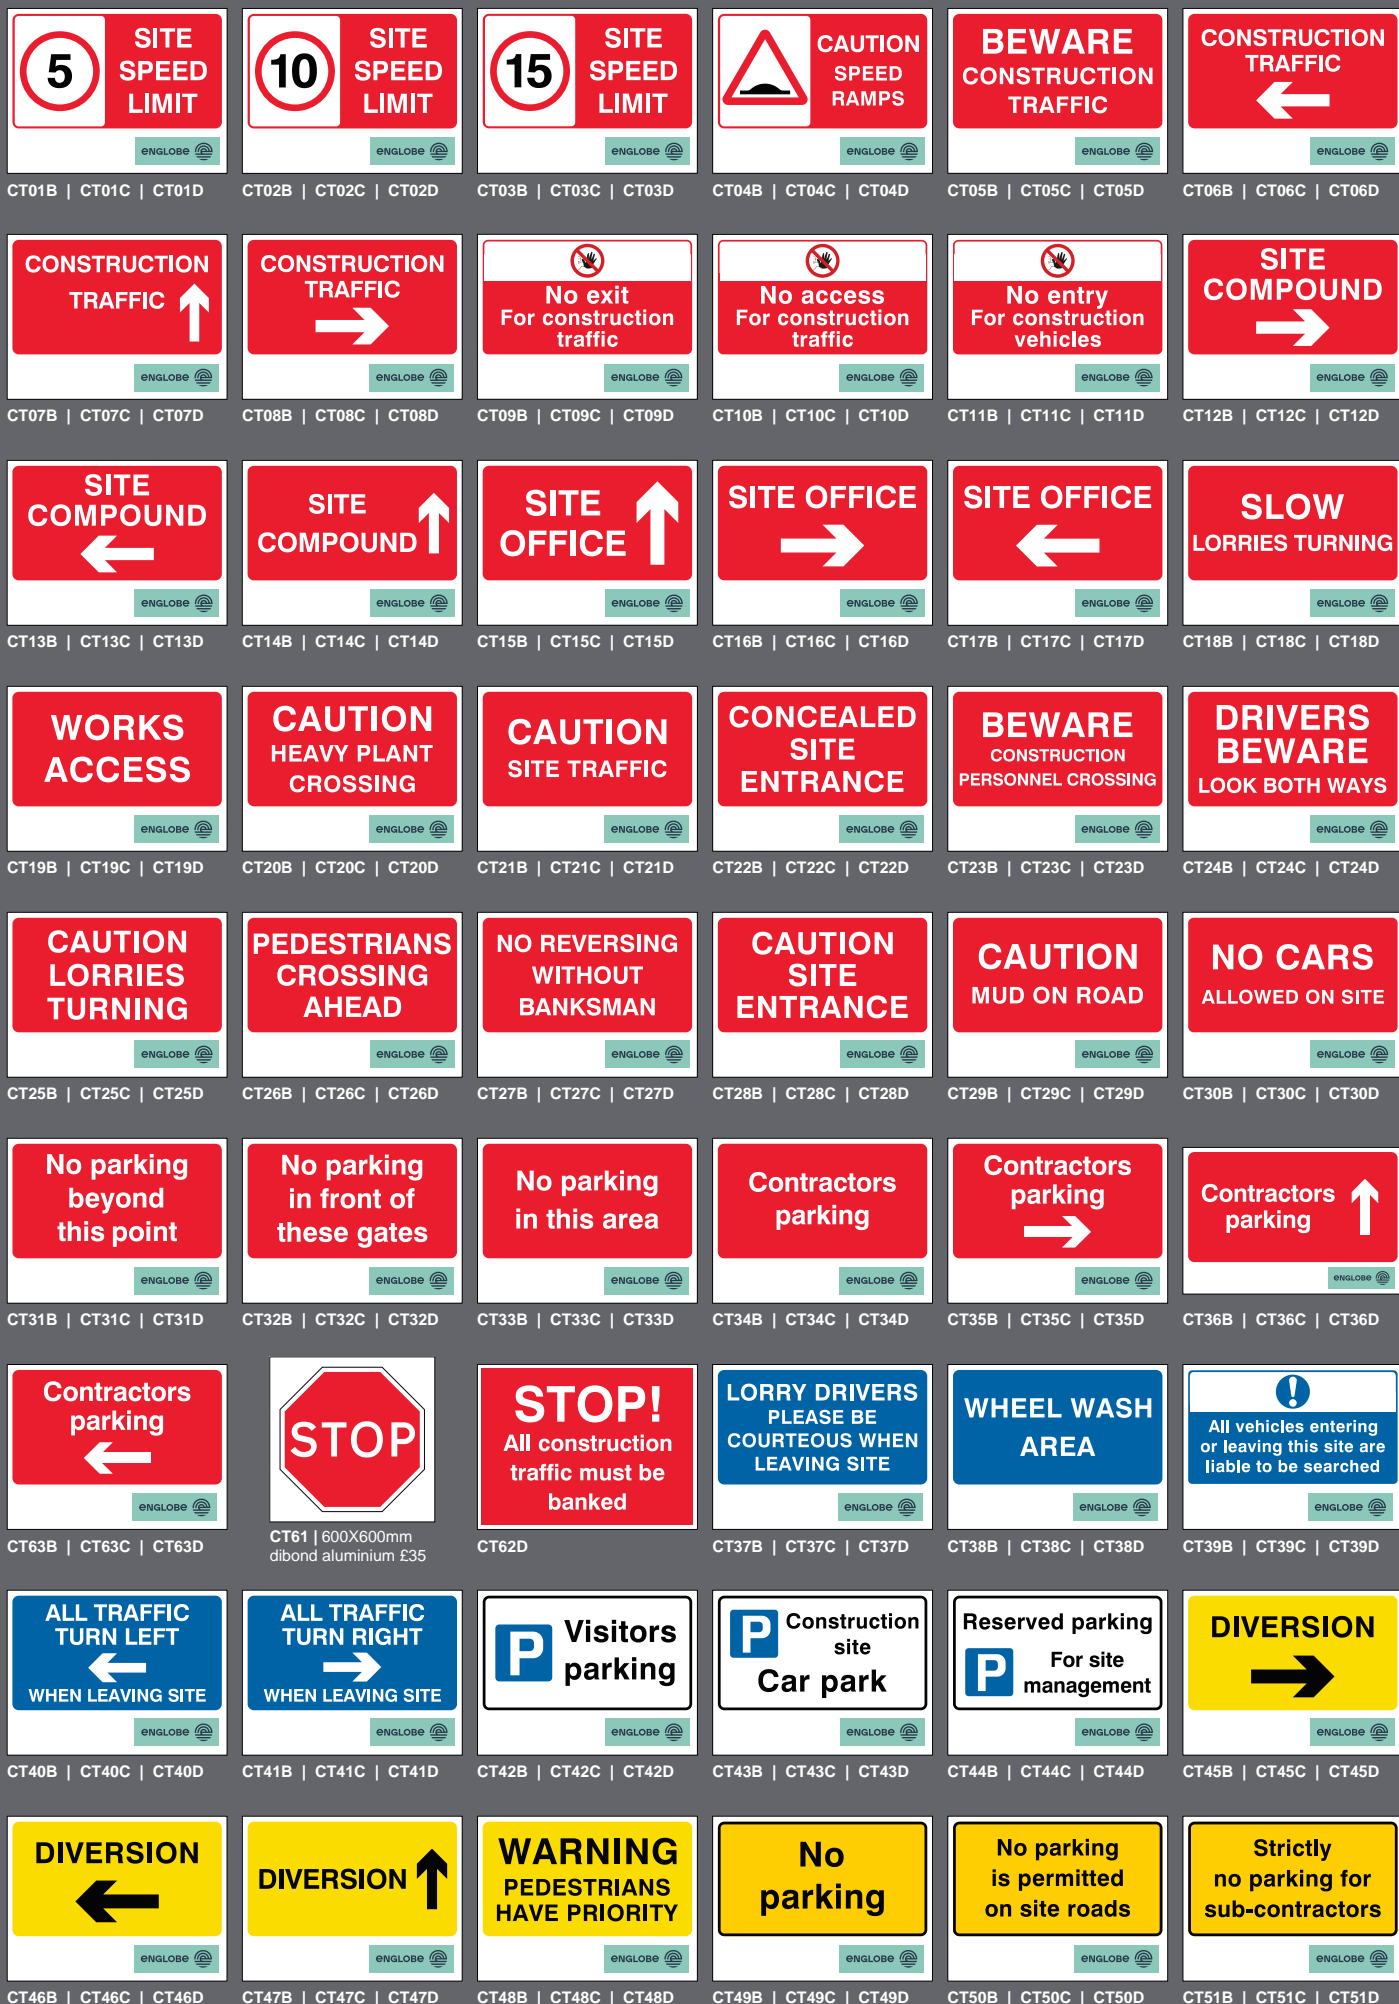 5
SITE
SPEED
LIMIT
ENGLOBE
CT01B | CT01C | CT01D
10
SITE
SPEED
LIMIT
ENGLOBE
CT02B | CT02C | CT02D
15
SITE
SPEED
LIMIT
ENGLOBE
CT03B | CT03C | CT03D
CAUTION
SPEED
RAMPS
ENGLOBE
CT04B | CT04C | CT04D
BEWARE
CONSTRUCTION
TRAFFIC
ENGLOBE
CT05B | CT05C | CT05D
CONSTRUCTION
TRAFFIC
ENGLOBE
CT06B | CT06C | CT06D
CONSTRUCTION
TRAFFIC
ENGLOBE
CT07B | CT07C | CT07D
CONSTRUCTION
TRAFFIC
ENGLOBE
CT08B | CT08C | CT08D
No exit
For construction
traffic
ENGLOBE
CT09B | CT09C | CT09D
No access
For construction
traffic
ENGLOBE
CT10B | CT10C | CT10D
No entry
For construction
vehicles
ENGLOBE
CT11B | CT11C | CT11D
SITE
COMPOUND
ENGLOBE
CT12B | CT12C | CT12D
SITE
COMPOUND
ENGLOBE
CT13B | CT13C | CT13D
SITE
COMPOUND
ENGLOBE
CT14B | CT14C | CT14D
SITE
OFFICE
ENGLOBE
CT15B | CT15C | CT15D
SITE OFFICE
ENGLOBE
CT16B | CT16C | CT16D
SITE OFFICE
ENGLOBE
CT17B | CT17C | CT17D
SLOW
LORRIES TURNING
ENGLOBE
CT18B | CT18C | CT18D
WORKS
ACCESS
ENGLOBE
CT19B | CT19C | CT19D
CAUTION
HEAVY PLANT
CROSSING
ENGLOBE
CT20B | CT20C | CT20D
CAUTION
SITE TRAFFIC
ENGLOBE
CT21B | CT21C | CT21D
CONCEALED
SITE
ENTRANCE
ENGLOBE
CT22B | CT22C | CT22D
BEWARE
CONSTRUCTION
PERSONNEL CROSSING
ENGLOBE
CT23B | CT23C | CT23D
DRIVERS
BEWARE
LOOK BOTH WAYS
ENGLOBE
CT24B | CT24C | CT24D
CAUTION
LORRIES
TURNING
ENGLOBE
CT25B | CT25C | CT25D
PEDESTRIANS
CROSSING
AHEAD
ENGLOBE
CT26B | CT26C | CT26D
NO REVERSING
WITHOUT
BANKSMAN
ENGLOBE
CT27B | CT27C | CT27D
CAUTION
SITE
ENTRANCE
ENGLOBE
CT28B | CT28C | CT28D
CAUTION
MUD ON ROAD
ENGLOBE
CT29B | CT29C | CT29D
NO CARS
ALLOWED ON SITE
ENGLOBE
CT30B | CT30C | CT30D
No parking
beyond
this point
ENGLOBE
CT31B | CT31C | CT31D
No parking
in front of
these gates
ENGLOBE
CT32B | CT32C | CT32D
No parking
in this area
ENGLOBE
CT33B | CT33C | CT33D
Contractors
parking
ENGLOBE
CT34B | CT34C | CT34D
Contractors
parking
ENGLOBE
CT35B | CT35C | CT35D
Contractors
parking
ENGLOBE
CT36B | CT36C | CT36D
Contractors
parking
ENGLOBE
CT63B | CT63C | CT63D
STOP
CT61 | 600X600mm
dibond aluminium £35
STOP!
All construction
traffic must be
banked
CT62D
LORRY DRIVERS
PLEASE BE
COURTEOUS WHEN
LEAVING SITE
ENGLOBE
CT37B | CT37C | CT37D
WHEEL WASH
AREA
ENGLOBE
CT38B | CT38C | CT38D
All vehicles entering
or leaving this site are
liable to be searched
ENGLOBE
CT39B | CT39C | CT39D
ALL TRAFFIC
TURN LEFT
WHEN LEAVING SITE
ENGLOBE
CT40B | CT40C | CT40D
ALL TRAFFIC
TURN RIGHT
WHEN LEAVING SITE
ENGLOBE
CT41B | CT41C | CT41D
P
Visitors
parking
ENGLOBE
CT42B | CT42C | CT42D
P
Construction
site
Car park
ENGLOBE
CT43B | CT43C | CT43D
Reserved parking
P
For site
management
ENGLOBE
CT44B | CT44C | CT44D
DIVERSION
ENGLOBE
CT45B | CT45C | CT45D
DIVERSION
ENGLOBE
CT46B | CT46C | CT46D
DIVERSION
ENGLOBE
CT47B | CT47C | CT47D
WARNING
PEDESTRIANS
HAVE PRIORITY
ENGLOBE
CT48B | CT48C | CT48D
No
parking
ENGLOBE
CT49B | CT49C | CT49D
No parking
is permitted
on site roads
ENGLOBE
CT50B | CT50C | CT50D
Strictly
no parking for
sub-contractors
ENGLOBE
CT51B | CT51C | CT51D